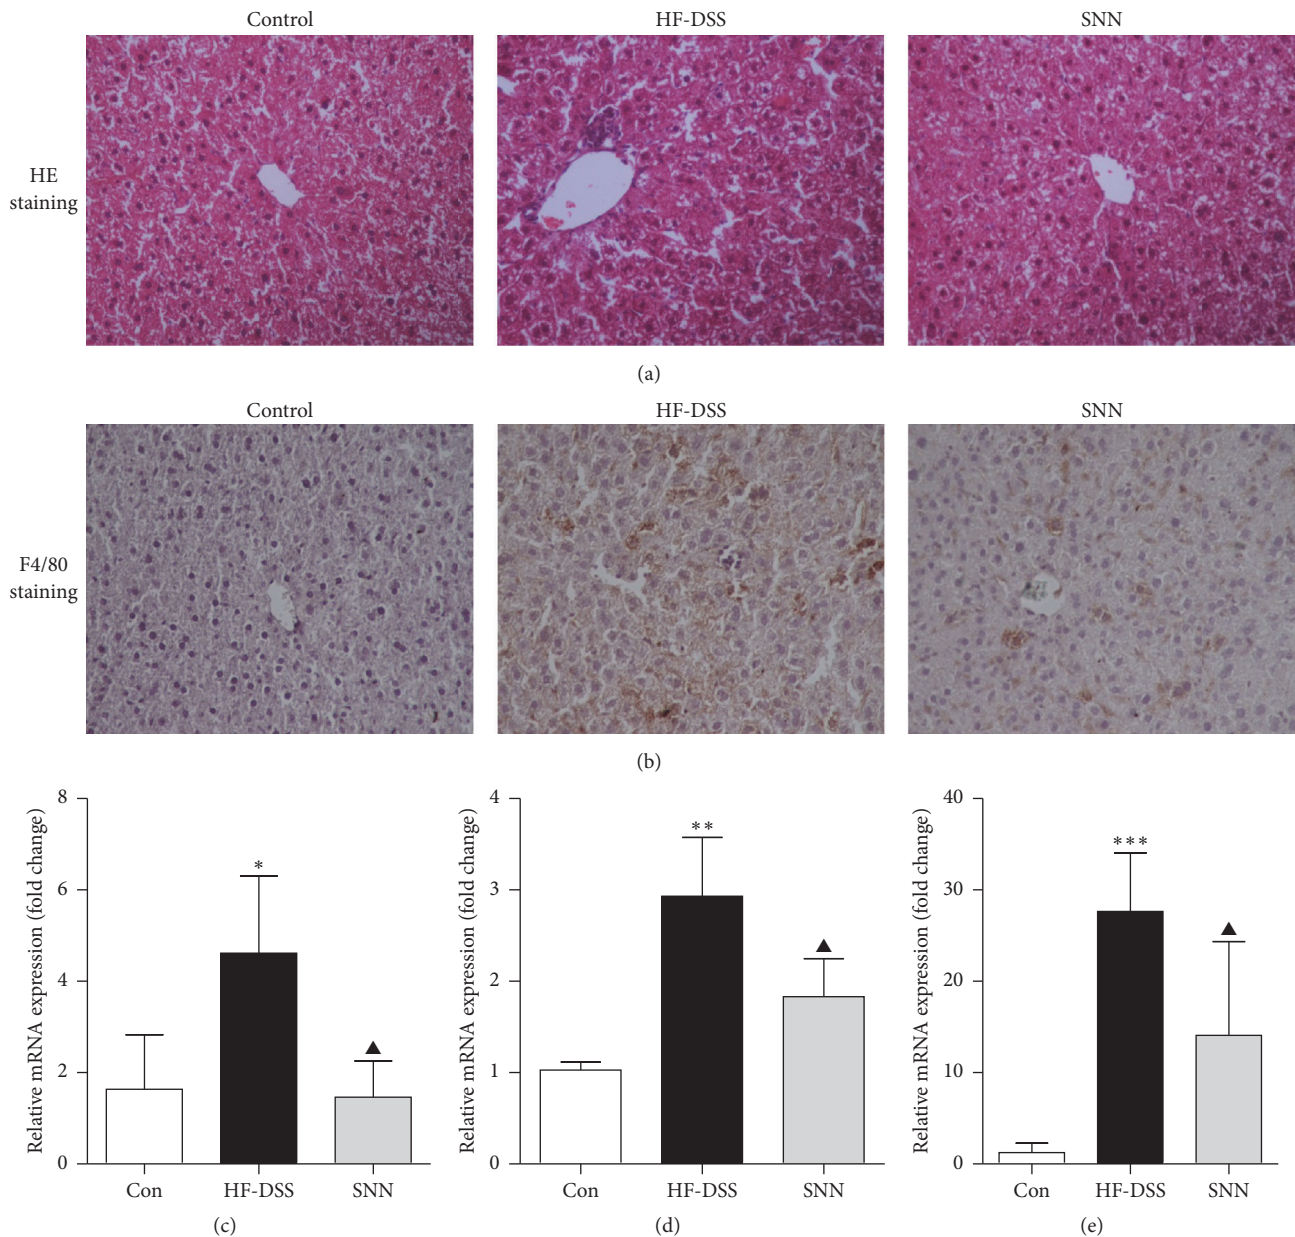 Control HF-DSS SNN
HE
staining
(a)
Control HF-DSS SNN
F4/80
staining
(b)
Relative mRNA expression (fold change)
8
6
4
2
0
*
▲
Con HF-DSS SNN
(c)
Relative mRNA expression (fold change)
4
3
2
1
0
**
▲
Con HF-DSS SNN
(d)
Relative mRNA expression (fold change)
40
30
20
10
0
***
▲
Con HF-DSS SNN
(e)